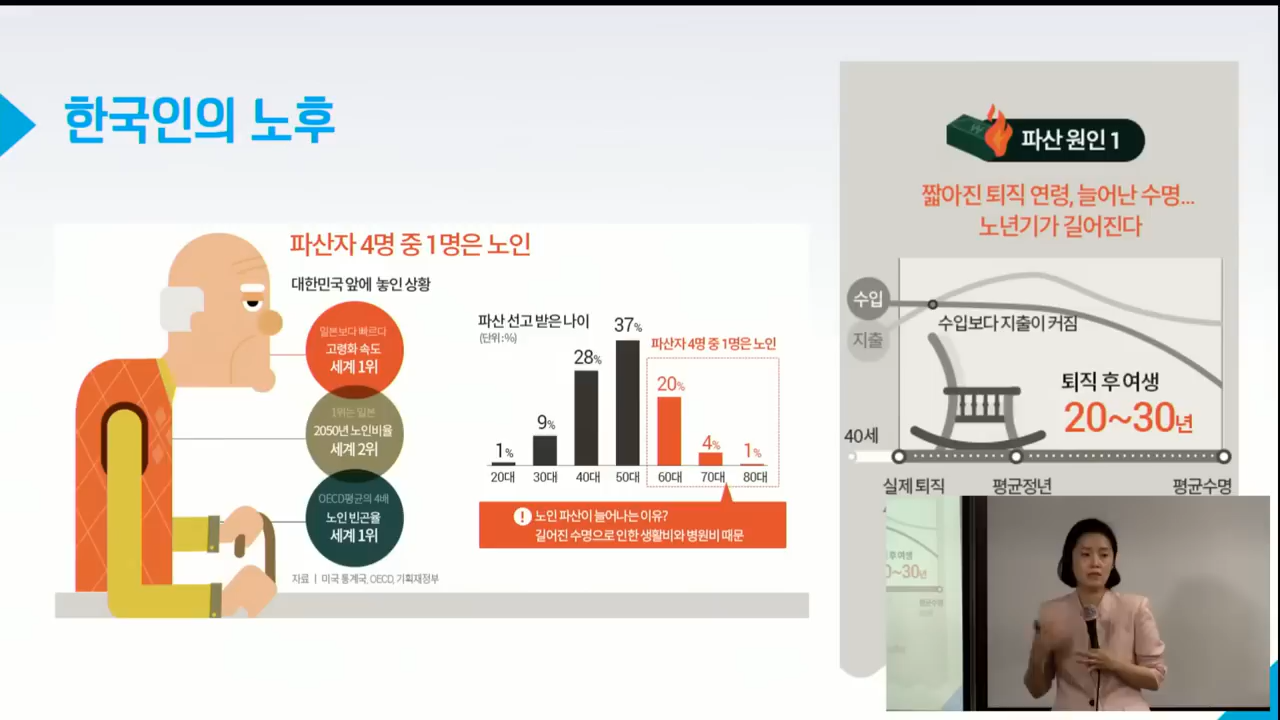 한국인의 노후
파산자 4명 중 1명은 노인
대한민국 앞에 놓인 상황
일본보다 빠르다
고령화 속도
세계 1위
1위는 일본
2050년 노인비율
세계 2위
OECD평균의 4배
노인 빈곤율
세계 1위
자료 | 미국 통계국, OECD, 기획재정부
파산 선고 받은 나이
(단위:%)
1%
9%
28%
37%
20%
4%
1%
20대
30대
40대
50대
60대
70대
80대
파산자 4명 중 1명은 노인
! 노인 파산이 늘어나는 이유?
길어진 수명으로 인한 생활비와 병원비 때문
파산 원인 1
짧아진 퇴직 연령, 늘어난 수명...
노년기가 길어진다
수입
지출
수입보다 지출이 커짐
퇴직 후 여생
20~30년
40세
실제 퇴직
평균정년
평균수명
후 여생
0~30년
평균수명